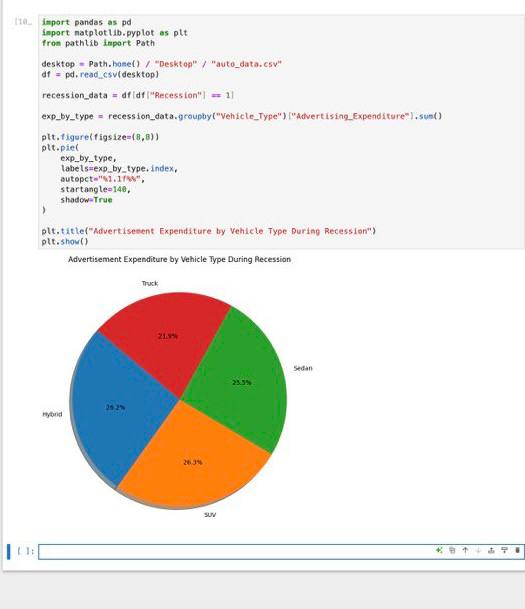 [10…
import pandas as pd
import matplotlib.pyplot as plt
from pathlib import Path
desktop = Path.home() / "Desktop" / "auto_data.csv"
df = pd.read_csv(desktop)
recession_data = df[df["Recession"] == 1]
exp_by_type = recession_data.groupby("Vehicle_Type")["Advertising_Expenditure"].sum()
plt.figure(figsize=(8,8))
plt.pie(
exp_by_type,
labels=exp_by_type.index,
autopct="%1.1f%%",
startangle=140,
shadow=True
)
plt.title("Advertisement Expenditure by Vehicle Type During Recession")
plt.show()
Advertisement Expenditure by Vehicle Type During Recession
Truck
21.9%
Sedan
25.5%
Hybrid
26.2%
26.3%
SUV
[ ]: